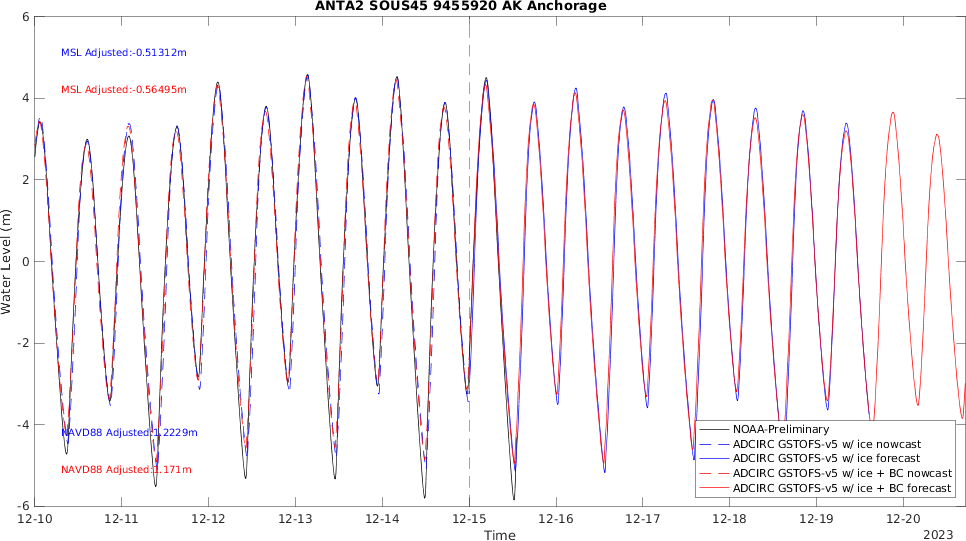 ANTA2 SOUS45 9455920 AK Anchorage
6
MSL Adjusted:-0.51312m
MSL Adjusted:-0.56495m
4
2
0
-2
-4
-6
Water Level (m)
NAVD88 Adjusted:1.2229m
NAVD88 Adjusted:1.171m
NOAA-Preliminary
ADCIRC GSTOFS-v5 w/ ice nowcast
ADCIRC GSTOFS-v5 w/ ice forecast
ADCIRC GSTOFS-v5 w/ ice + BC nowcast
ADCIRC GSTOFS-v5 w/ ice + BC forecast
12-10 12-11 12-12 12-13 12-14 12-15 12-16 12-17 12-18 12-19 12-20
Time
2023